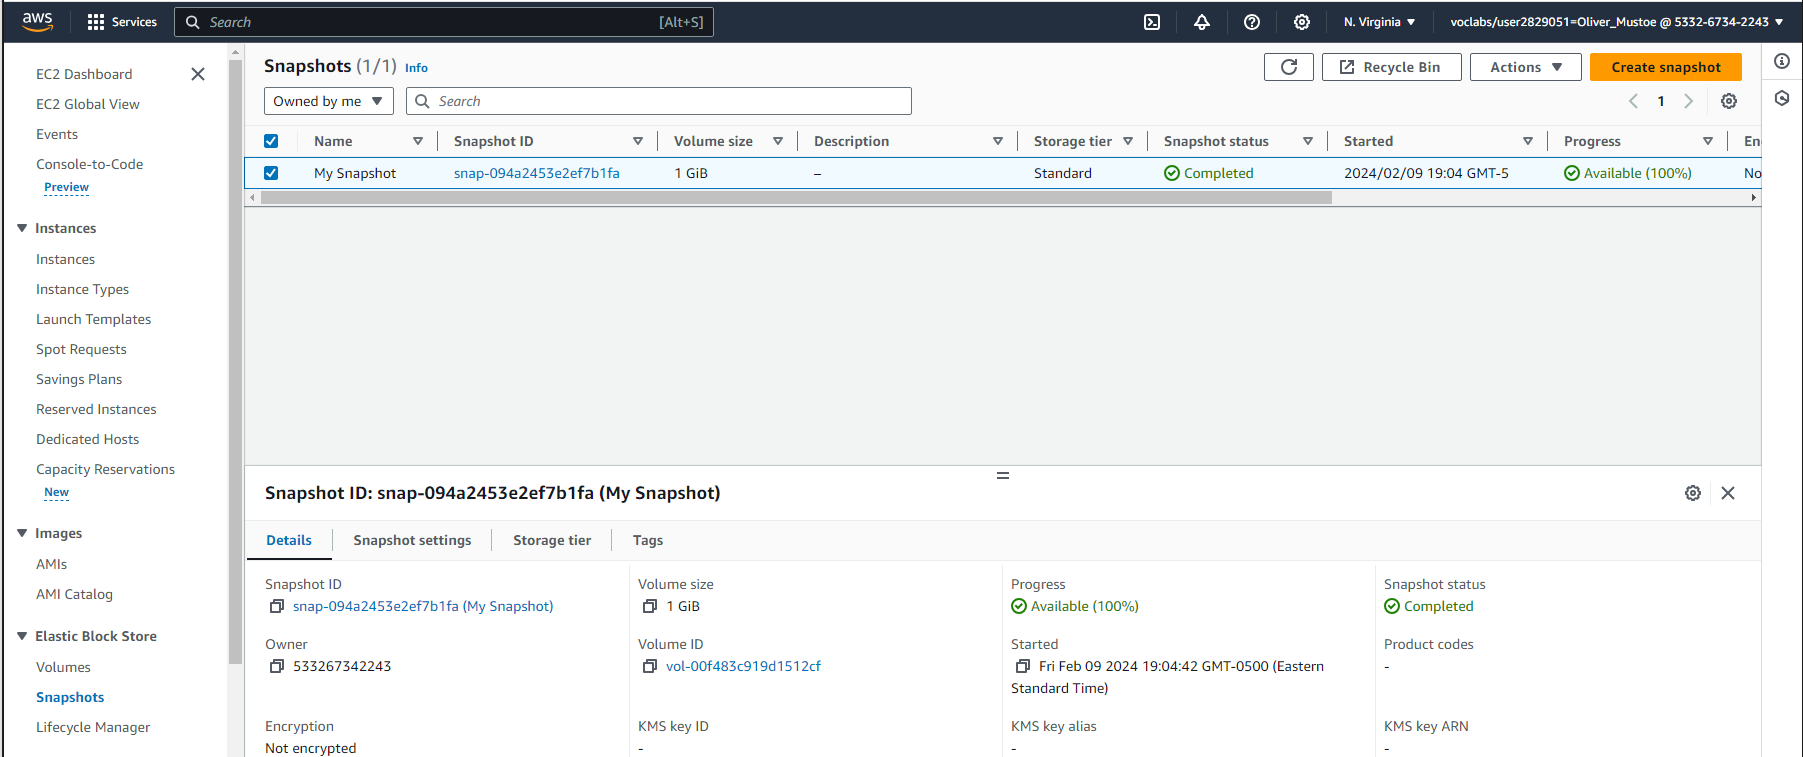 aws
Services
Search
[Alt+S]
N. Virginia
voclabs/user2829051=Oliver_Mustoe @ 5332-6734-2243
EC2 Dashboard
EC2 Global View
Events
Console-to-Code
Preview
Instances
Instances
Instance Types
Launch Templates
Spot Requests
Savings Plans
Reserved Instances
Dedicated Hosts
Capacity Reservations
New
Images
AMIs
AMI Catalog
Elastic Block Store
Volumes
Snapshots
Lifecycle Manager
Snapshots (1/1) Info
Recycle Bin
Actions
Create snapshot
Owned by me
Search
1
Name Snapshot ID Volume size Description Storage tier Snapshot status Started Progress En
My Snapshot snap-094a2453e2ef7b1fa 1 GiB – Standard Completed 2024/02/09 19:04 GMT-5 Available (100%) No
Snapshot ID: snap-094a2453e2ef7b1fa (My Snapshot)
Details Snapshot settings Storage tier Tags
Snapshot ID
snap-094a2453e2ef7b1fa (My Snapshot)
Volume size
1 GiB
Progress
Available (100%)
Snapshot status
Completed
Owner
533267342243
Volume ID
vol-00f483c919d1512cf
Started
Fri Feb 09 2024 19:04:42 GMT-0500 (Eastern
Standard Time)
Product codes
-
Encryption
Not encrypted
KMS key ID
-
KMS key alias
-
KMS key ARN
-